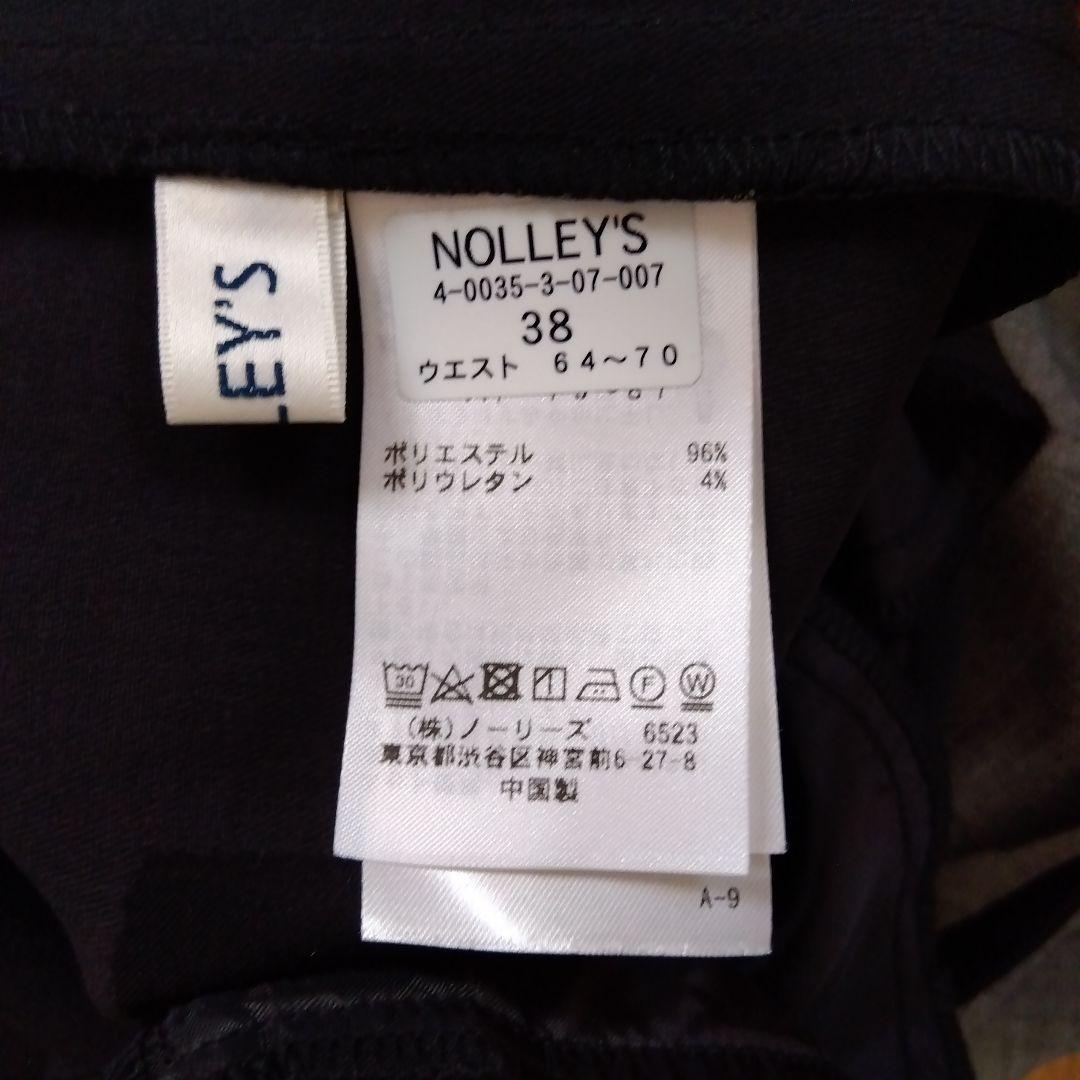 LEY'S
NOLLEY'S
4-0035-3-07-007
38
ウエスト 64～70
ポリエステル 96%
ポリウレタン 4%
30
F
W
(株)ノーリーズ 6523
東京都渋谷区神宮前6-27-8
中国製
A-9